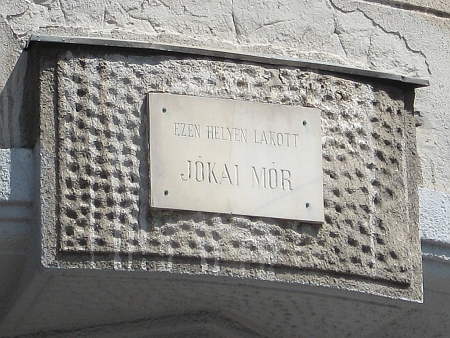 EZEN HELYEN LAKOTT
JÓKAI MÓR